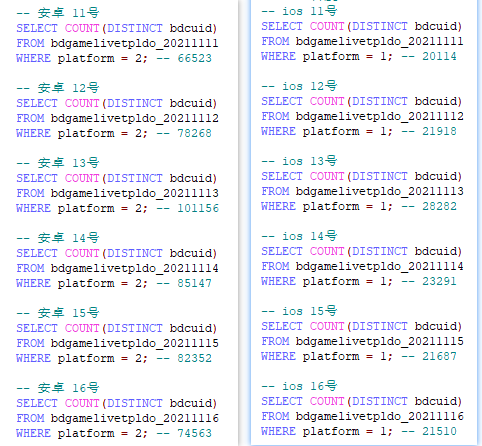 -- 安卓 11号
SELECT COUNT(DISTINCT bdcuid)
FROM bdgamelivetpldo_20211111
WHERE platform = 2; -- 66523
-- 安卓 12号
SELECT COUNT(DISTINCT bdcuid)
FROM bdgamelivetpldo_20211112
WHERE platform = 2; -- 78268
-- 安卓 13号
SELECT COUNT(DISTINCT bdcuid)
FROM bdgamelivetpldo_20211113
WHERE platform = 2; -- 101156
-- 安卓 14号
SELECT COUNT(DISTINCT bdcuid)
FROM bdgamelivetpldo_20211114
WHERE platform = 2; -- 85147
-- 安卓 15号
SELECT COUNT(DISTINCT bdcuid)
FROM bdgamelivetpldo_20211115
WHERE platform = 2; -- 82352
-- 安卓 16号
SELECT COUNT(DISTINCT bdcuid)
FROM bdgamelivetpldo_20211116
WHERE platform = 2; -- 74563
-- ios 11号
SELECT COUNT(DISTINCT bdcuid)
FROM bdgamelivetpldo_20211111
WHERE platform = 1; -- 20114
-- ios 12号
SELECT COUNT(DISTINCT bdcuid)
FROM bdgamelivetpldo_20211112
WHERE platform = 1; -- 21918
-- ios 13号
SELECT COUNT(DISTINCT bdcuid)
FROM bdgamelivetpldo_20211113
WHERE platform = 1; -- 28282
-- ios 14号
SELECT COUNT(DISTINCT bdcuid)
FROM bdgamelivetpldo_20211114
WHERE platform = 1; -- 23291
-- ios 15号
SELECT COUNT(DISTINCT bdcuid)
FROM bdgamelivetpldo_20211115
WHERE platform = 1; -- 21687
-- ios 16号
SELECT COUNT(DISTINCT bdcuid)
FROM bdgamelivetpldo_20211116
WHERE platform = 1; -- 21510